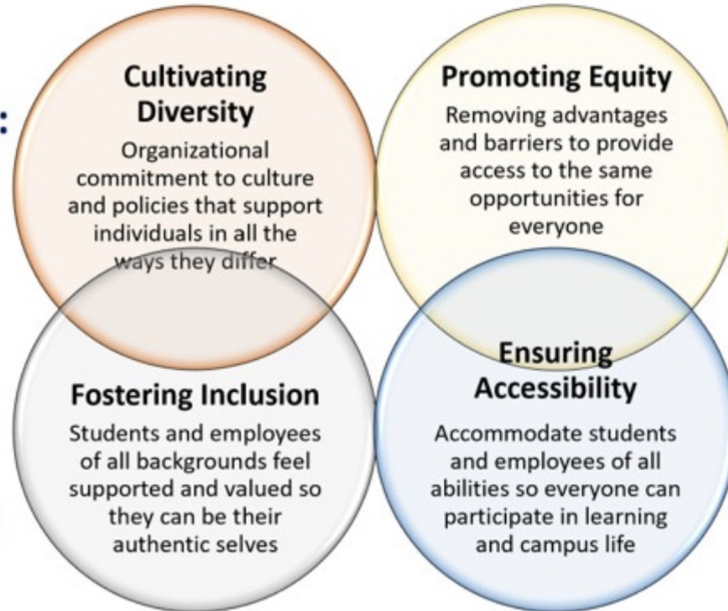 :
Cultivating
Diversity
Organizational
commitment to culture
and policies that support
individuals in all the
ways they differ
Promoting Equity
Removing advantages
and barriers to provide
access to the same
opportunities for
everyone
Fostering Inclusion
Students and employees
of all backgrounds feel
supported and valued so
they can be their
authentic selves
Ensuring
Accessibility
Accommodate students
and employees of all
abilities so everyone can
participate in learning
and campus life